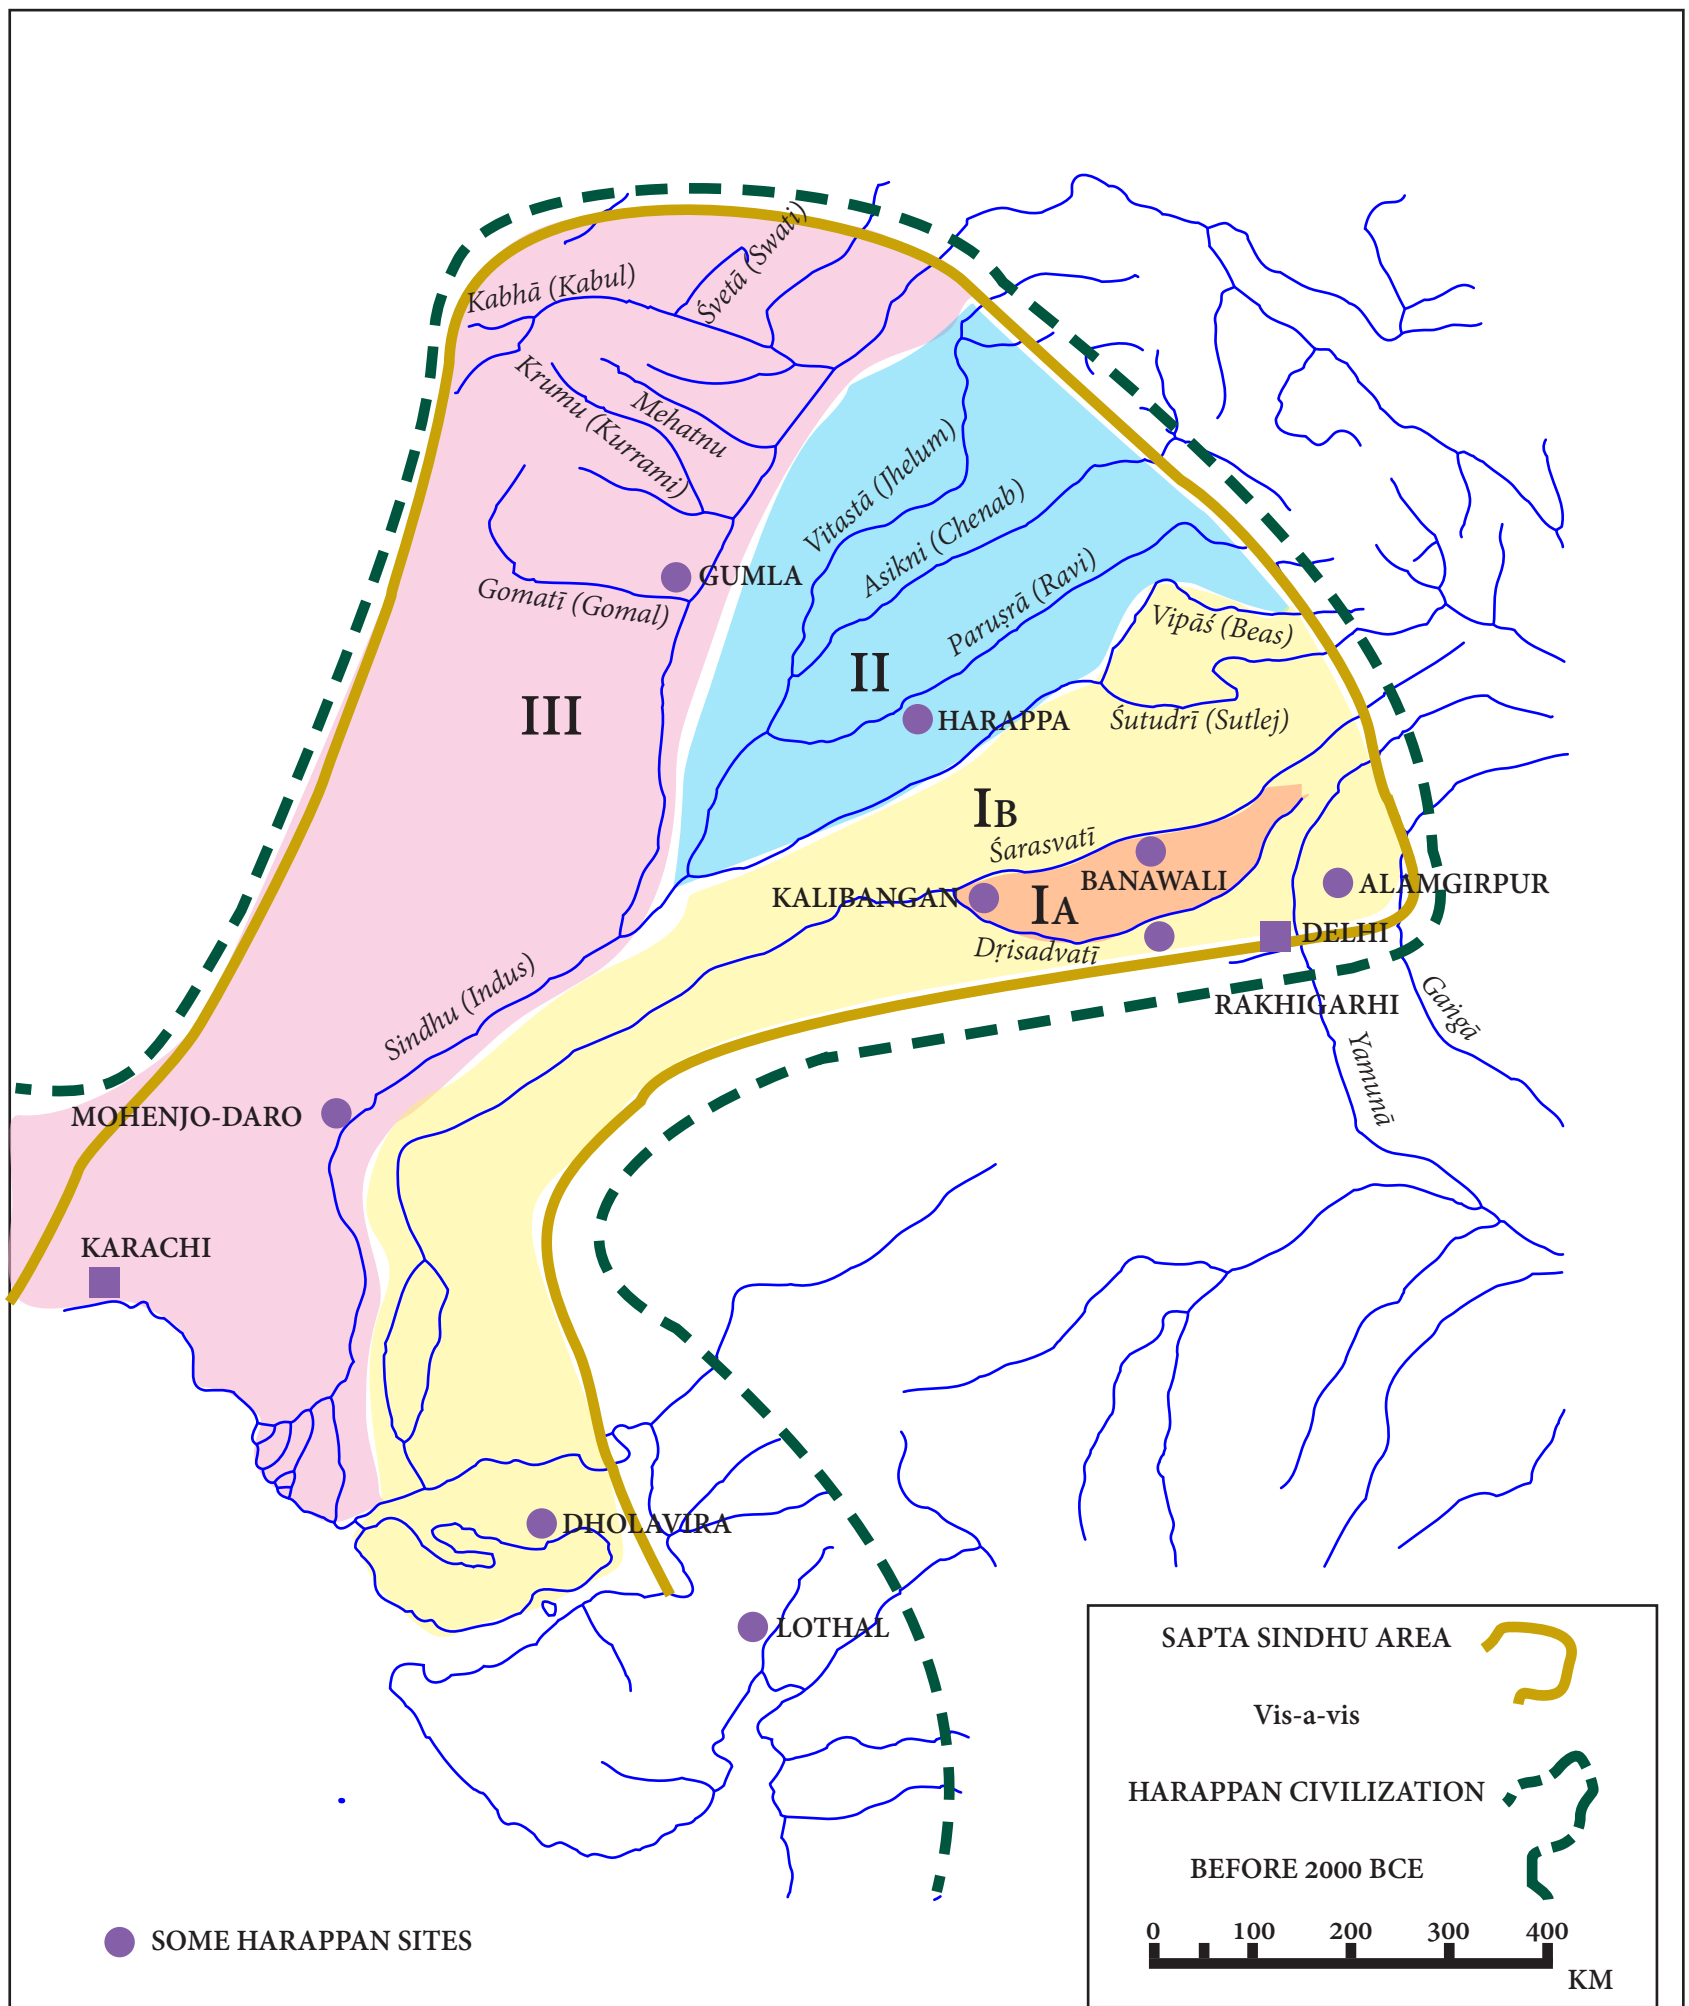 Śvetā (Swati)
Kabhā (Kabul)
Krumu (Kurrami)
Mehatnu
Vitastā (Jhelum)
Asikni (Chenab)
GUMLA
Gomatī (Gomal)
Paruṣrā (Ravi)
Vipāś (Beas)
II
III
HARAPPA
Śutudrī (Sutlej)
IB
Śarasvatī
BANAWALI
KALIBANGAN
IA
ALAMGIRPUR
DELHI
Dṛisadvatī
Sindhu (Indus)
RAKHIGARHI
Gaṅgā
Yamunā
MOHENJO-DARO
KARACHI
DHOLAVIRA
LOTHAL
SAPTA SINDHU AREA
Vis-a-vis
HARAPPAN CIVILIZATION
BEFORE 2000 BCE
0 100 200 300 400
KM
SOME HARAPPAN SITES